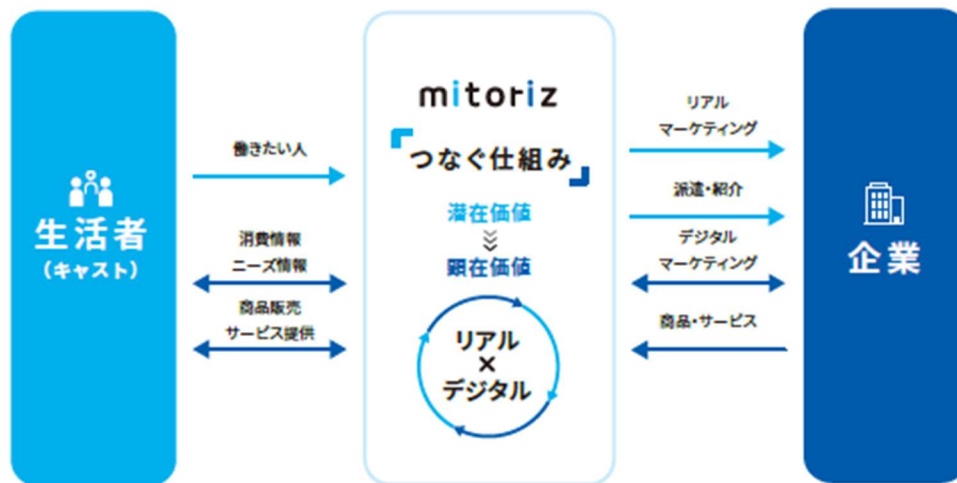 生活者
(キャスト)
働きたい人
消費情報
ニーズ情報
商品販売
サービス提供
mitoriz
つなぐ仕組み
潜在価値
顕在価値
リアル
×
デジタル
リアル
マーケティング
派遣・紹介
デジタル
マーケティング
商品・サービス
企業